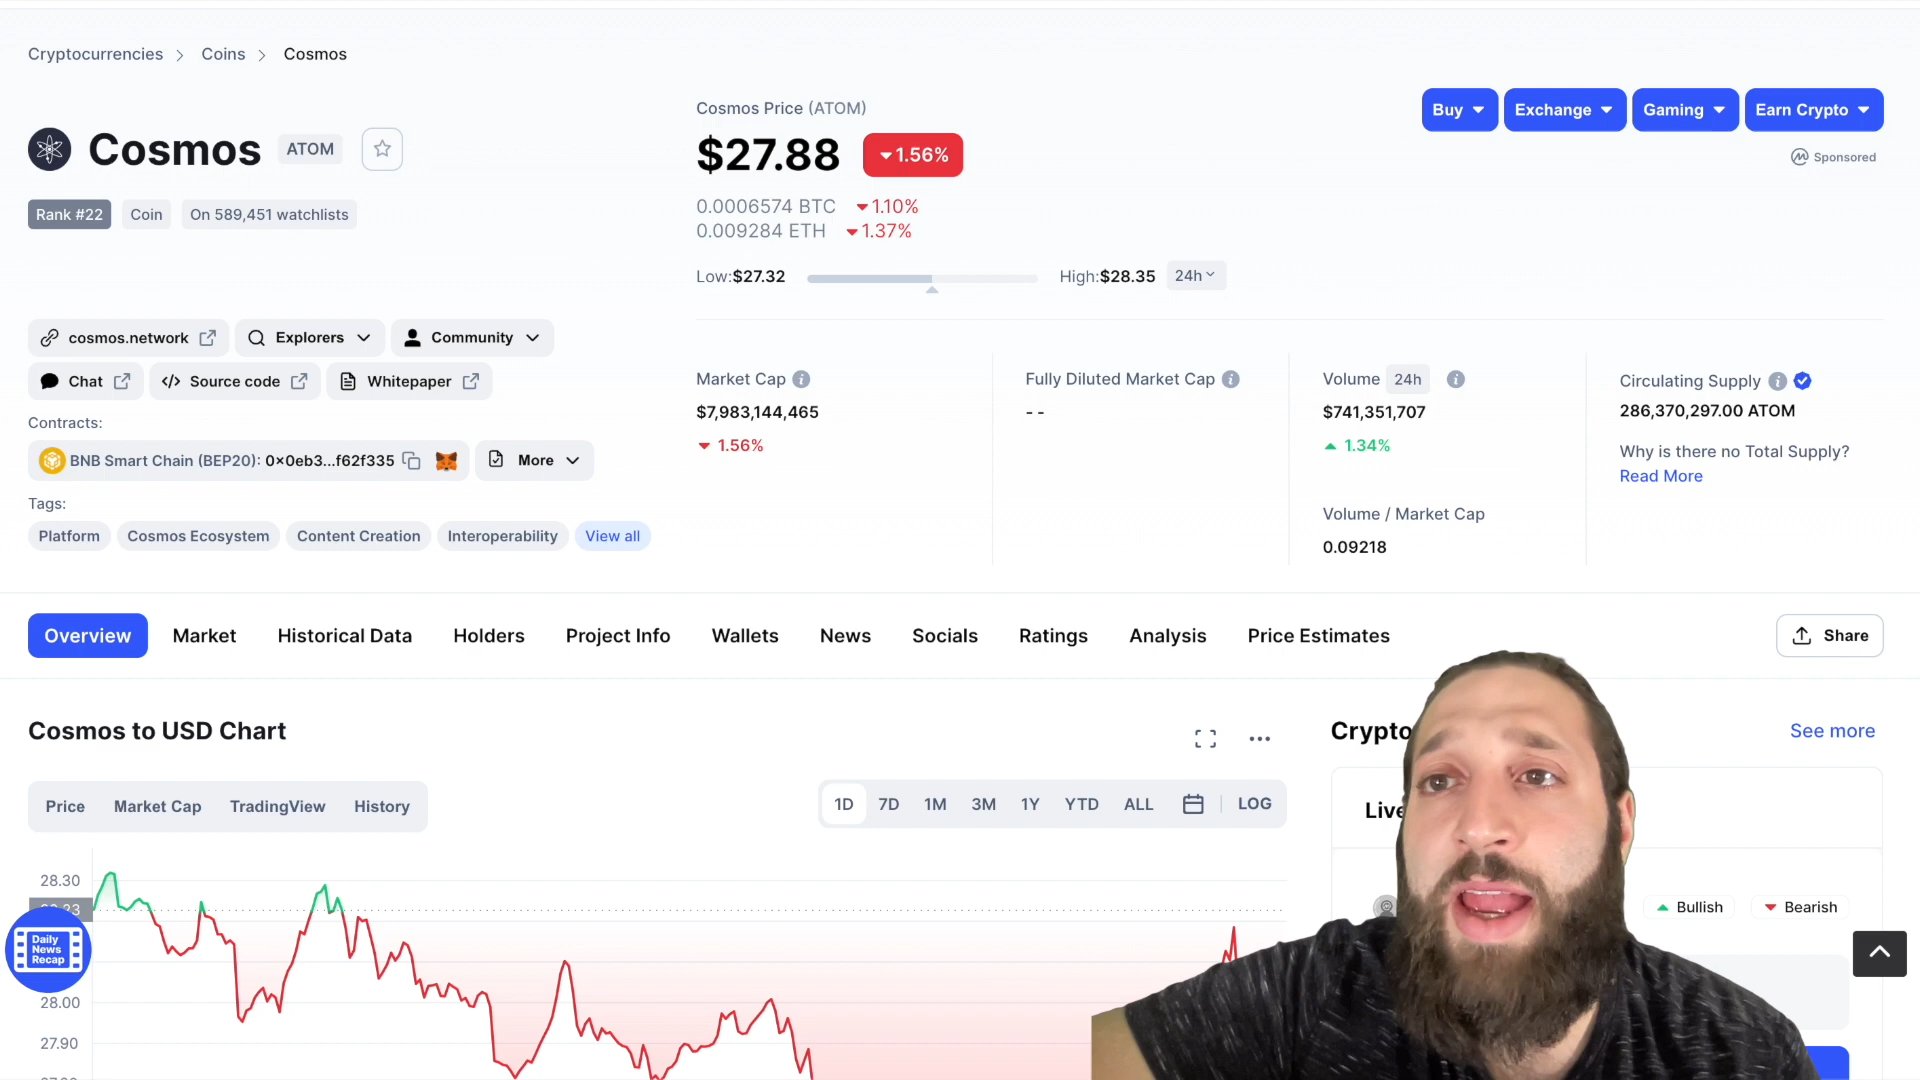 Cryptocurrencies > Coins > Cosmos
Cosmos ATOM
Rank #22 Coin On 589,451 watchlists
cosmos.network Explorers Community
Chat Source code Whitepaper
Contracts:
BNB Smart Chain (BEP20): 0x0eb3...f62f335 More
Tags:
Platform Cosmos Ecosystem Content Creation Interoperability View all
Cosmos Price (ATOM)
$27.88 1.56%
0.0006574 BTC 1.10%
0.009284 ETH 1.37%
Low:$27.32 High:$28.35 24h
Buy Exchange Gaming Earn Crypto
Sponsored
Market Cap
$7,983,144,465
1.56%
Fully Diluted Market Cap
- -
Volume 24h
$741,351,707
1.34%
Volume / Market Cap
0.09218
Circulating Supply
286,370,297.00 ATOM
Why is there no Total Supply?
Read More
Overview Market Historical Data Holders Project Info Wallets News Socials Ratings Analysis Price Estimates Share
Cosmos to USD Chart
Price Market Cap TradingView History
1D 7D 1M 3M 1Y YTD ALL LOG
28.30
28.00
27.90
Daily
News
Recap
Crypto
See more
Live
Bullish Bearish